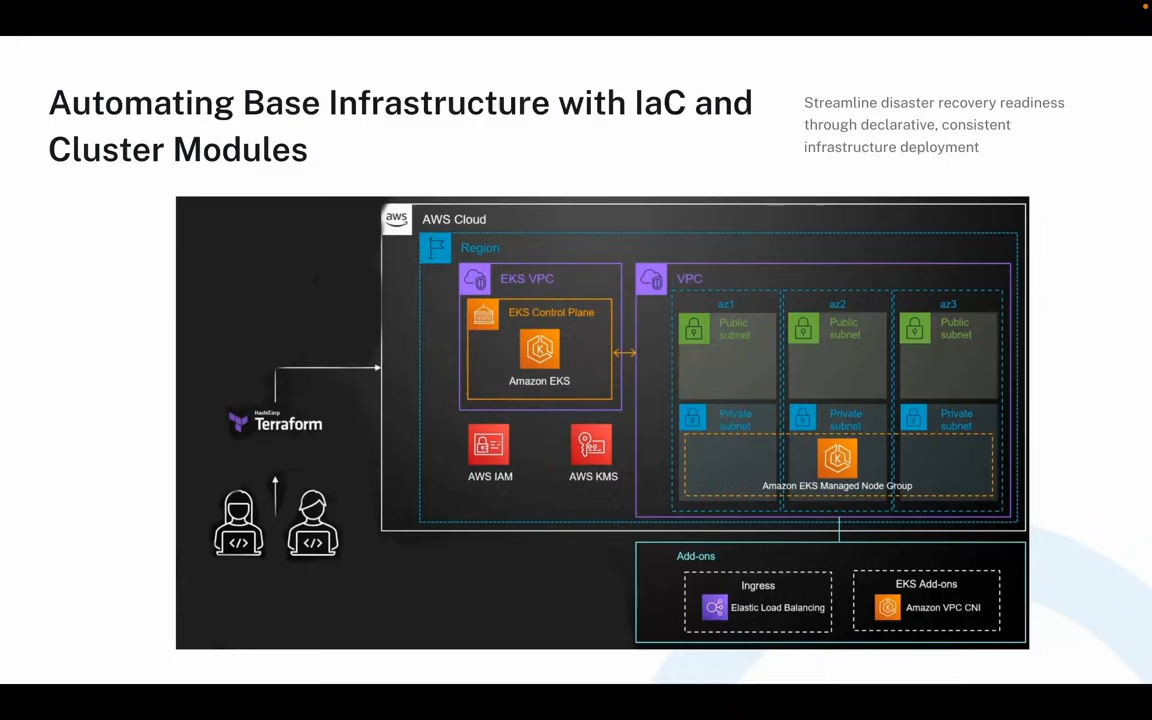 Automating Base Infrastructure with IaC and
Cluster Modules
Streamline disaster recovery readiness
through declarative, consistent
infrastructure deployment
aws
AWS Cloud
Region
EKS VPC
EKS Control Plane
Amazon EKS
AWS IAM
AWS KMS
VPC
az1
az2
az3
Public
subnet
Public
subnet
Public
subnet
Private
subnet
Private
subnet
Private
subnet
Amazon EKS Managed Node Group
HashiCorp
Terraform
</>
</>
Add-ons
Ingress
Elastic Load Balancing
EKS Add-ons
Amazon VPC CNI